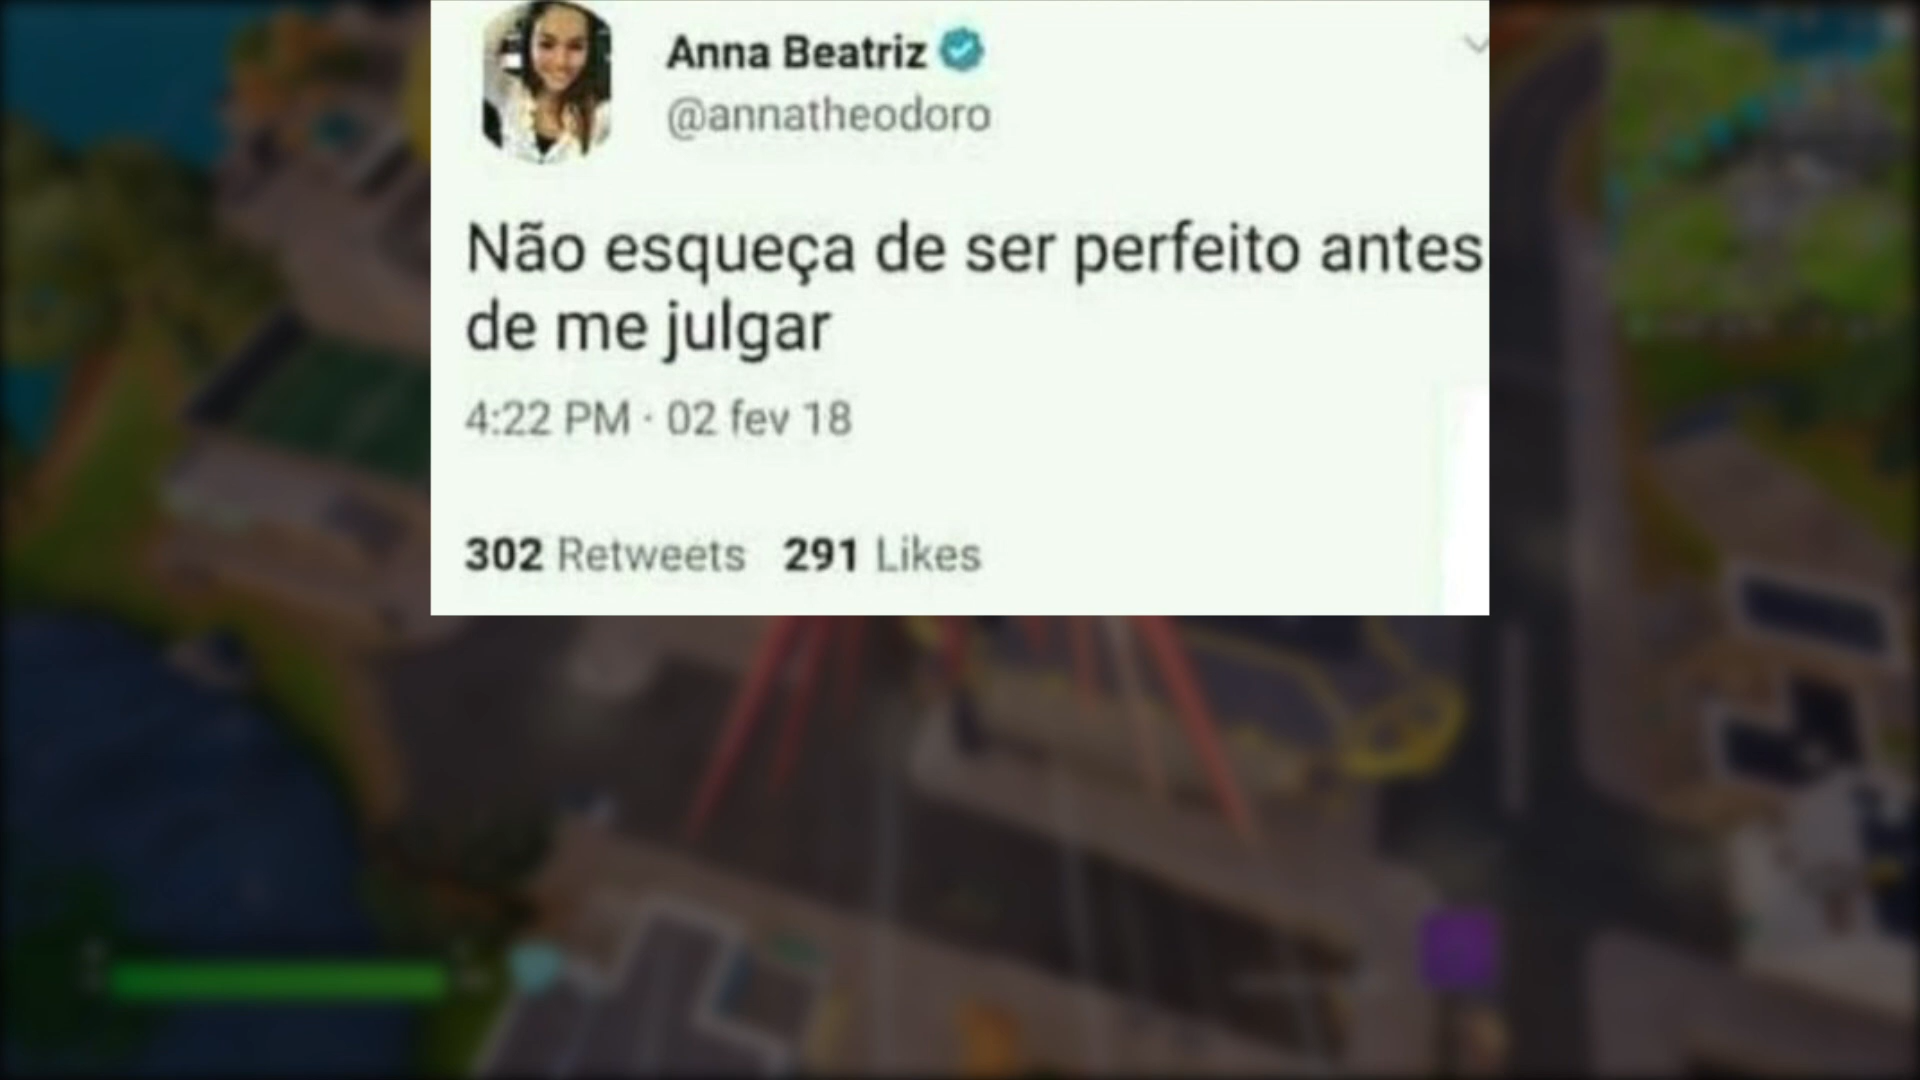 Anna Beatriz
@annatheodoro
Não esqueça de ser perfeito antes
de me julgar
4:22 PM · 02 fev 18
302 Retweets 291 Likes